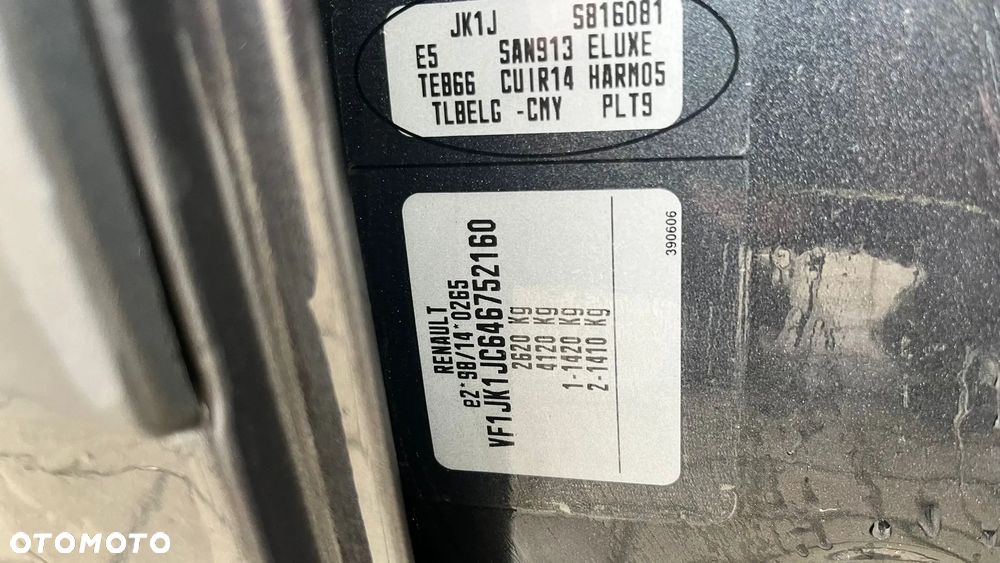 JK1J S816081
E5 SAN913 ELUXE
TEB66 CUIR14 HARM05
TLBELG -CMY PLT9
RENAULT
e2*98/14*0265
VF1JK1JC646752160
2620 Kg
4120 Kg
1-1420 Kg
2-1410 Kg
390606
OTOMOTO